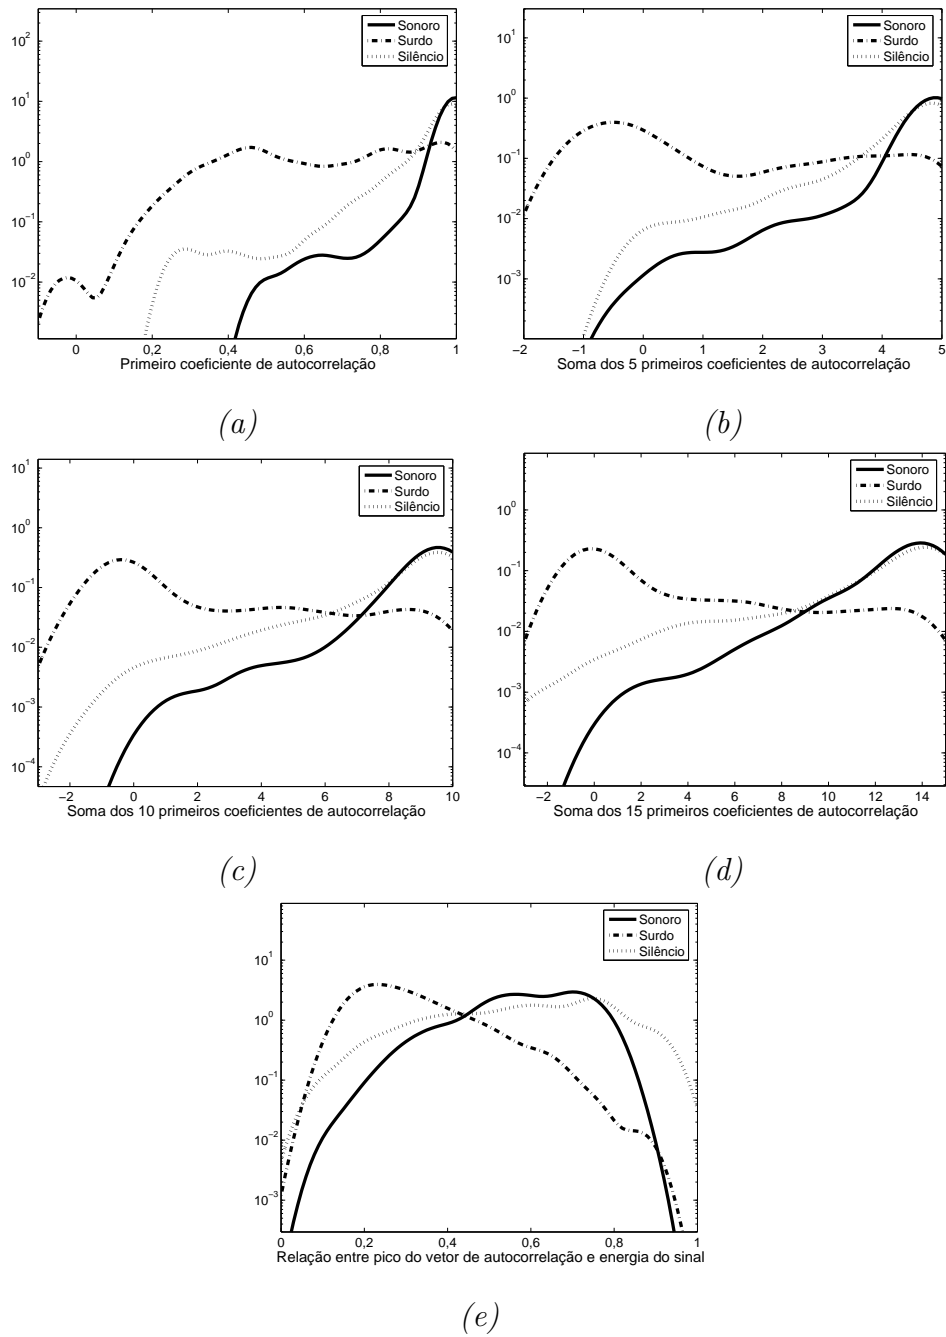 10²
10¹
10⁰
10⁻¹
10⁻²
0 0,2 0,4 0,6 0,8 1
Primeiro coeficiente de autocorrelação
Sonoro
Surdo
Silêncio
(a)
10¹
10⁰
10⁻¹
10⁻²
10⁻³
−2 −1 0 1 2 3 4 5
Soma dos 5 primeiros coeficientes de autocorrelação
Sonoro
Surdo
Silêncio
(b)
10¹
10⁰
10⁻¹
10⁻²
10⁻³
10⁻⁴
−2 0 2 4 6 8 10
Soma dos 10 primeiros coeficientes de autocorrelação
Sonoro
Surdo
Silêncio
(c)
10⁰
10⁻¹
10⁻²
10⁻³
10⁻⁴
−2 0 2 4 6 8 10 12 14
Soma dos 15 primeiros coeficientes de autocorrelação
Sonoro
Surdo
Silêncio
(d)
10¹
10⁰
10⁻¹
10⁻²
10⁻³
0 0,2 0,4 0,6 0,8 1
Relação entre pico do vetor de autocorrelação e energia do sinal
Sonoro
Surdo
Silêncio
(e)